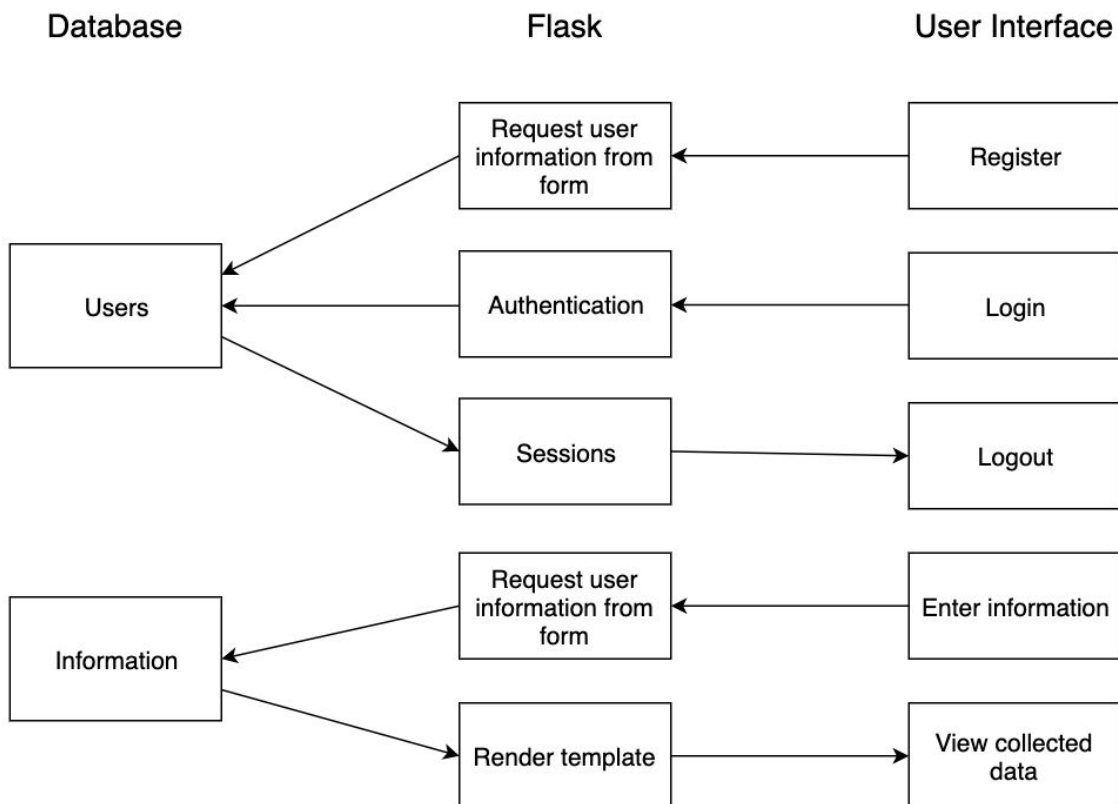 Database
Flask
User Interface
Request user
information from
form
Register
Users
Authentication
Login
Sessions
Logout
Request user
information from
form
Enter information
Information
Render template
View collected
data